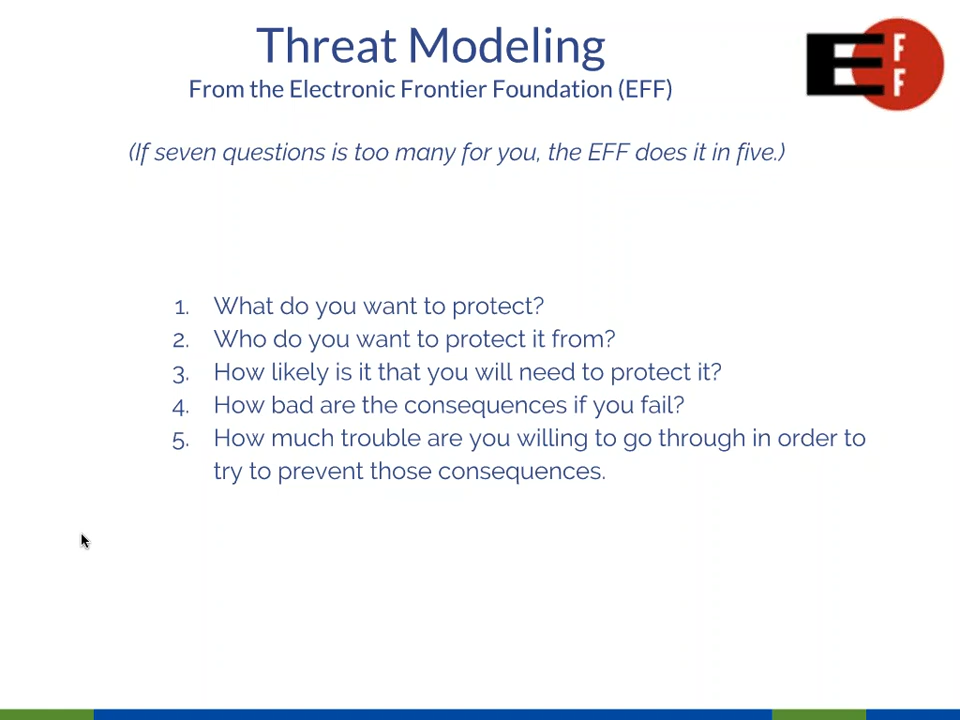 Threat Modeling
From the Electronic Frontier Foundation (EFF)
E
F
F
(If seven questions is too many for you, the EFF does it in five.)
1. What do you want to protect?
2. Who do you want to protect it from?
3. How likely is it that you will need to protect it?
4. How bad are the consequences if you fail?
5. How much trouble are you willing to go through in order to
try to prevent those consequences.